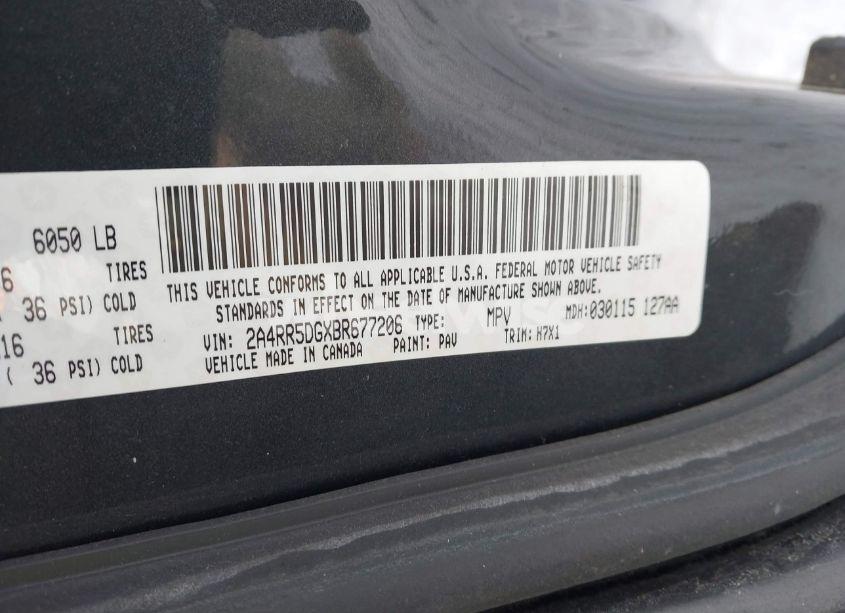 6050 LB
TIRES
36 PSI) COLD
16 TIRES
( 36 PSI) COLD
THIS VEHICLE CONFORMS TO ALL APPLICABLE U.S.A. FEDERAL MOTOR VEHICLE SAFETY
STANDARDS IN EFFECT ON THE DATE OF MANUFACTURE SHOWN ABOVE.
VIN: 2A4RR5DGXBR677206 TYPE: MPV MDH:030115 127AA
VEHICLE MADE IN CANADA PAINT: PAV TRIM: H7X1